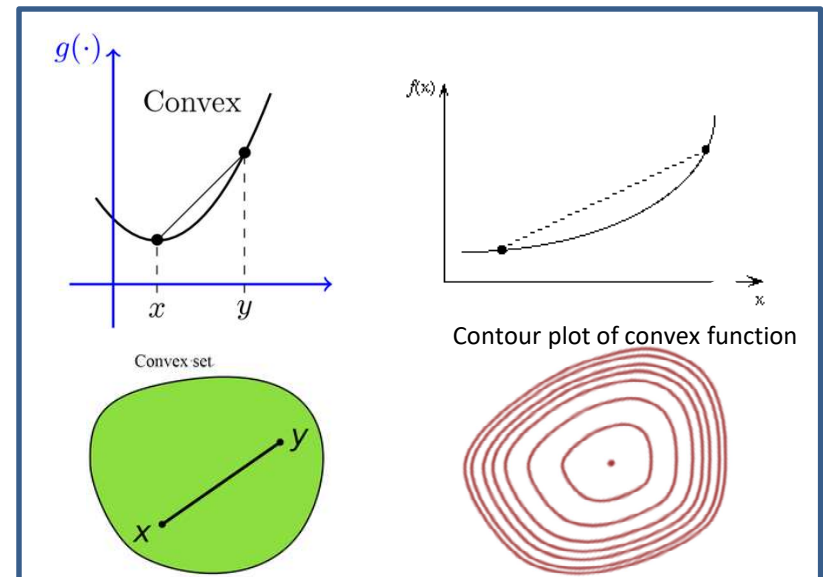 g(·)
Convex
x
y
f(x)
x
Contour plot of convex function
Convex set
x
y